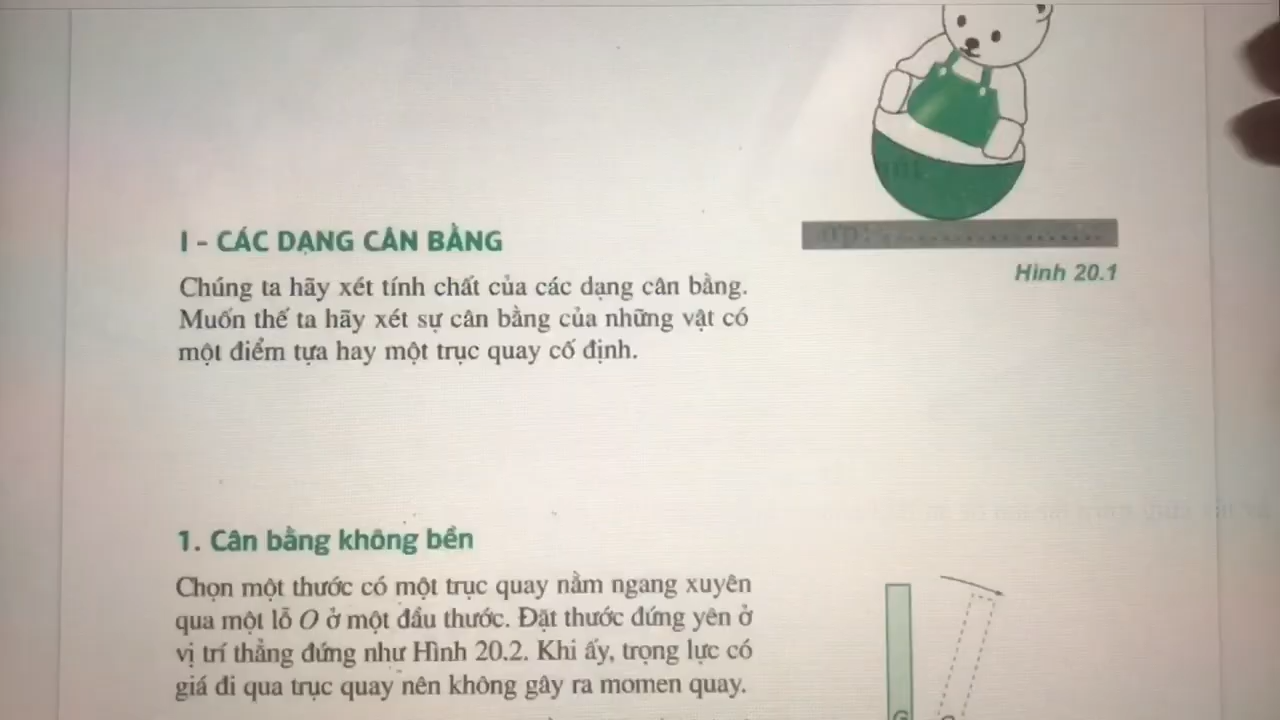 I - CÁC DẠNG CÂN BẰNG
Chúng ta hãy xét tính chất của các dạng cân bằng.
Muốn thế ta hãy xét sự cân bằng của những vật có
một điểm tựa hay một trục quay cố định.
Hình 20.1
1. Cân bằng không bền
Chọn một thước có một trục quay nằm ngang xuyên
qua một lỗ O ở một đầu thước. Đặt thước đứng yên ở
vị trí thẳng đứng như Hình 20.2. Khi ấy, trọng lực có
giá đi qua trục quay nên không gây ra momen quay.
G